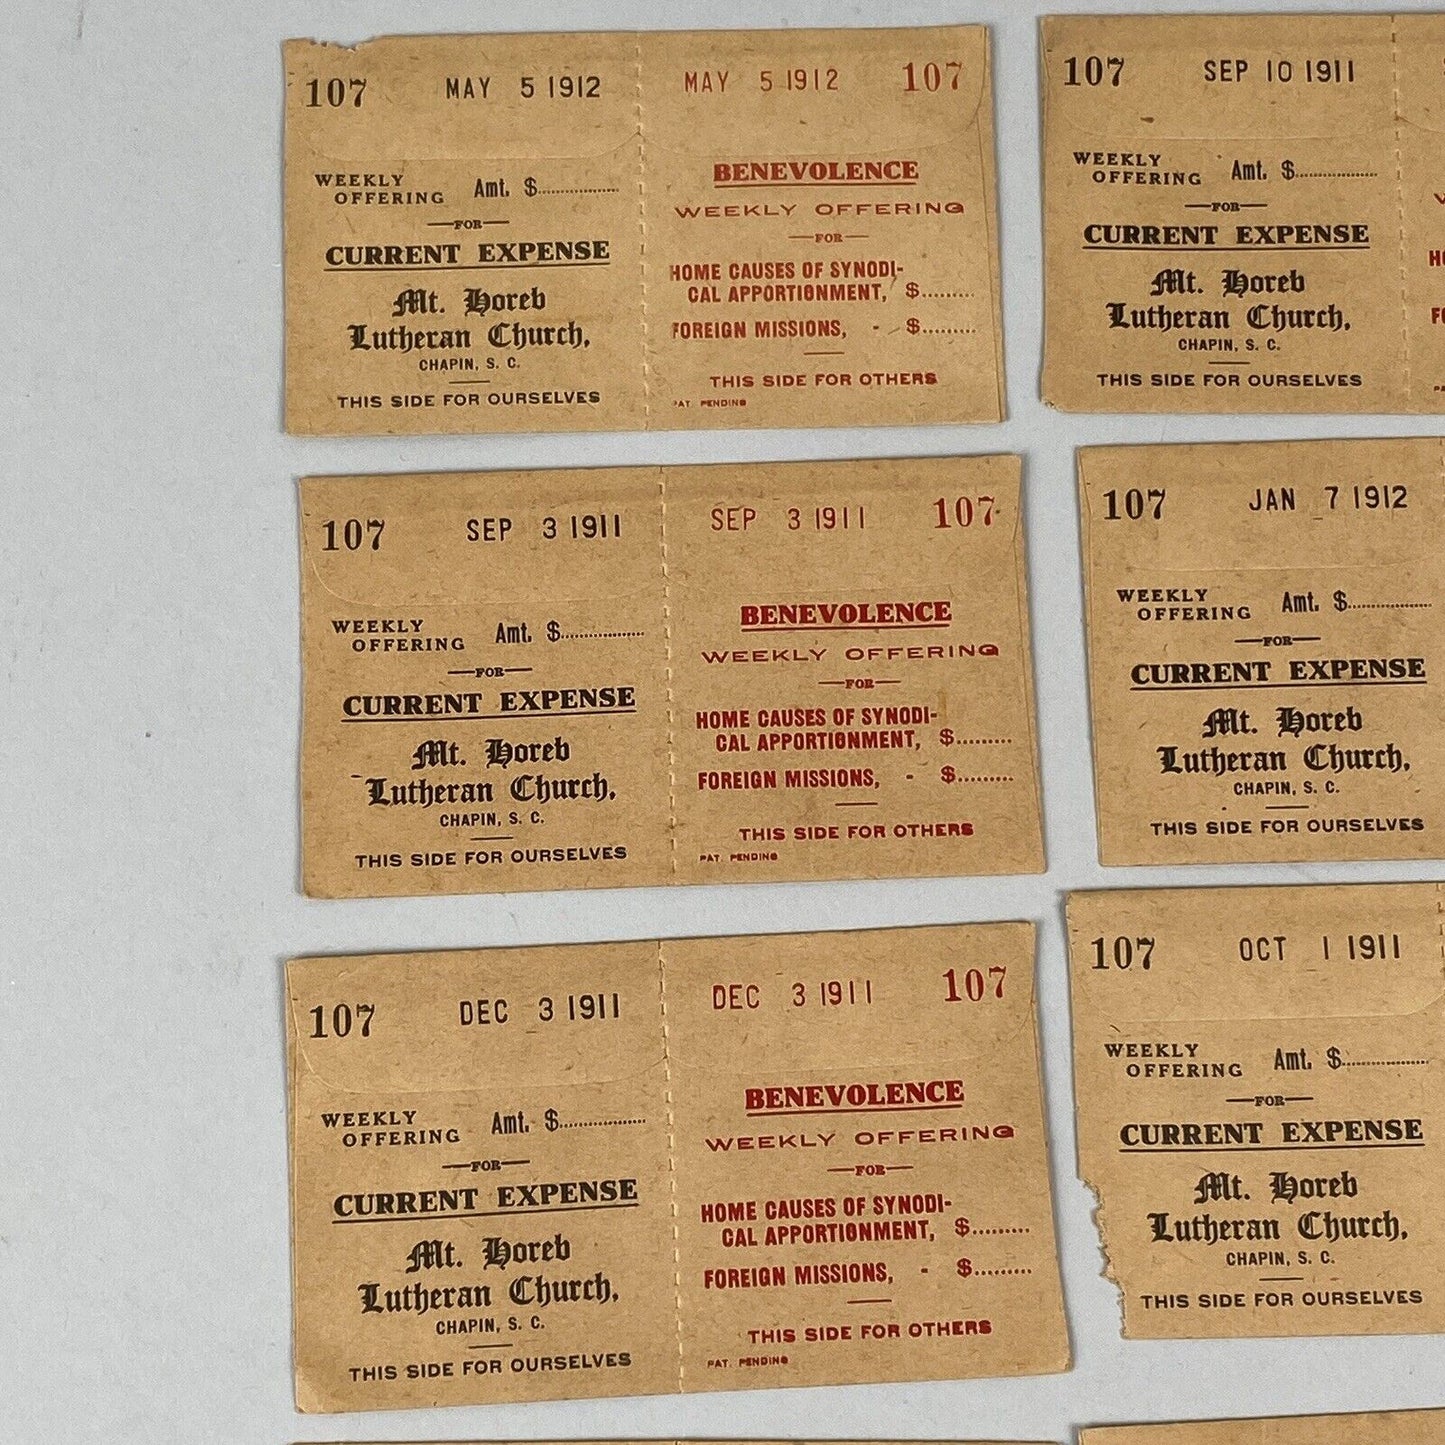 107 MAY 5 1912
WEEKLY
OFFERING Amt. $
FOR
CURRENT EXPENSE
Mt. Horeb
Lutheran Church,
CHAPIN, S. C.
THIS SIDE FOR OURSELVES
MAY 5 1912 107
BENEVOLENCE
WEEKLY OFFERING
FOR
HOME CAUSES OF SYNODI-
CAL APPORTIONMENT, $
FOREIGN MISSIONS, - $
THIS SIDE FOR OTHERS
PAT. PENDING
107 SEP 10 1911
WEEKLY
OFFERING Amt. $
FOR
CURRENT EXPENSE
Mt. Horeb
Lutheran Church,
CHAPIN, S. C.
THIS SIDE FOR OURSELVES
107 SEP 3 1911
WEEKLY
OFFERING Amt. $
FOR
CURRENT EXPENSE
Mt. Horeb
Lutheran Church,
CHAPIN, S. C.
THIS SIDE FOR OURSELVES
SEP 3 1911 107
BENEVOLENCE
WEEKLY OFFERING
FOR
HOME CAUSES OF SYNODI-
CAL APPORTIONMENT, $
FOREIGN MISSIONS, - $
THIS SIDE FOR OTHERS
PAT. PENDING
107 JAN 7 1912
WEEKLY
OFFERING Amt. $
FOR
CURRENT EXPENSE
Mt. Horeb
Lutheran Church,
CHAPIN, S. C.
THIS SIDE FOR OURSELVES
107 DEC 3 1911
WEEKLY
OFFERING Amt. $
FOR
CURRENT EXPENSE
Mt. Horeb
Lutheran Church,
CHAPIN, S. C.
THIS SIDE FOR OURSELVES
DEC 3 1911 107
BENEVOLENCE
WEEKLY OFFERING
FOR
HOME CAUSES OF SYNODI-
CAL APPORTIONMENT, $
FOREIGN MISSIONS, - $
THIS SIDE FOR OTHERS
PAT. PENDING
107 OCT 1 1911
WEEKLY
OFFERING Amt. $
FOR
CURRENT EXPENSE
Mt. Horeb
Lutheran Church,
CHAPIN, S. C.
THIS SIDE FOR OURSELVES